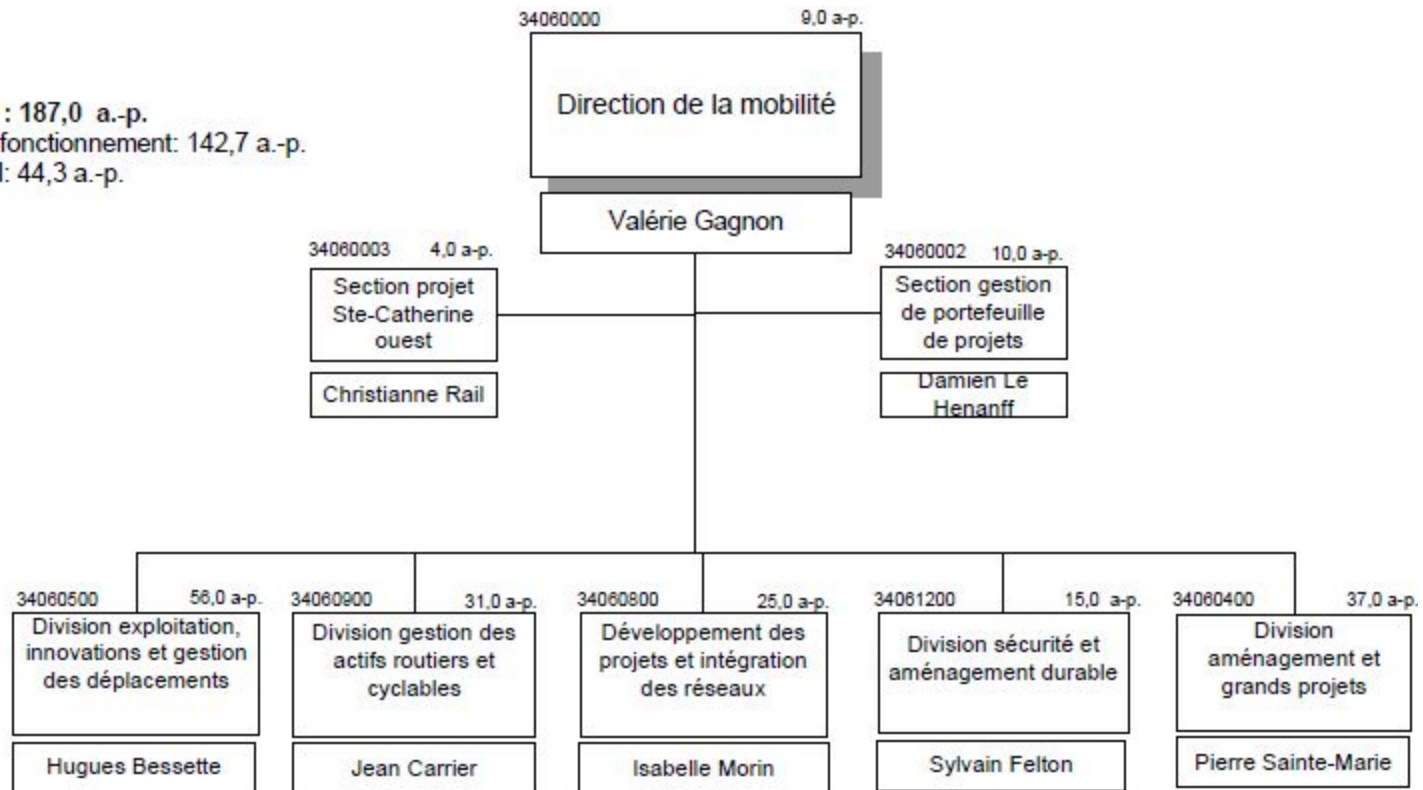 34060000 9,0 a-p.
Direction de la mobilité
: 187,0 a.-p.
fonctionnement: 142,7 a.-p.
: 44,3 a.-p.
Valérie Gagnon
34060003 4,0 a-p.
Section projet
Ste-Catherine
ouest
Christianne Rail
34060002 10,0 a-p.
Section gestion
de portefeuille
de projets
Damien Le
Henanff
34060500 56,0 a-p.
Division exploitation,
innovations et gestion
des déplacements
Hugues Bessette
34060900 31,0 a-p.
Division gestion des
actifs routiers et
cyclables
Jean Carrier
34060800 25,0 a-p.
Développement des
projets et intégration
des réseaux
Isabelle Morin
34061200 15,0 a-p.
Division sécurité et
aménagement durable
Sylvain Felton
34060400 37,0 a-p.
Division
aménagement et
grands projets
Pierre Sainte-Marie